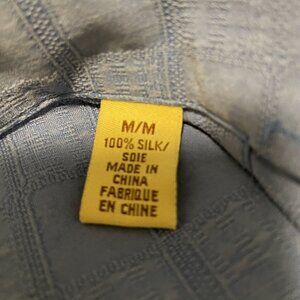 M/M
100% SILK/
SOIE
MADE IN
CHINA
FABRIQUE
EN CHINE